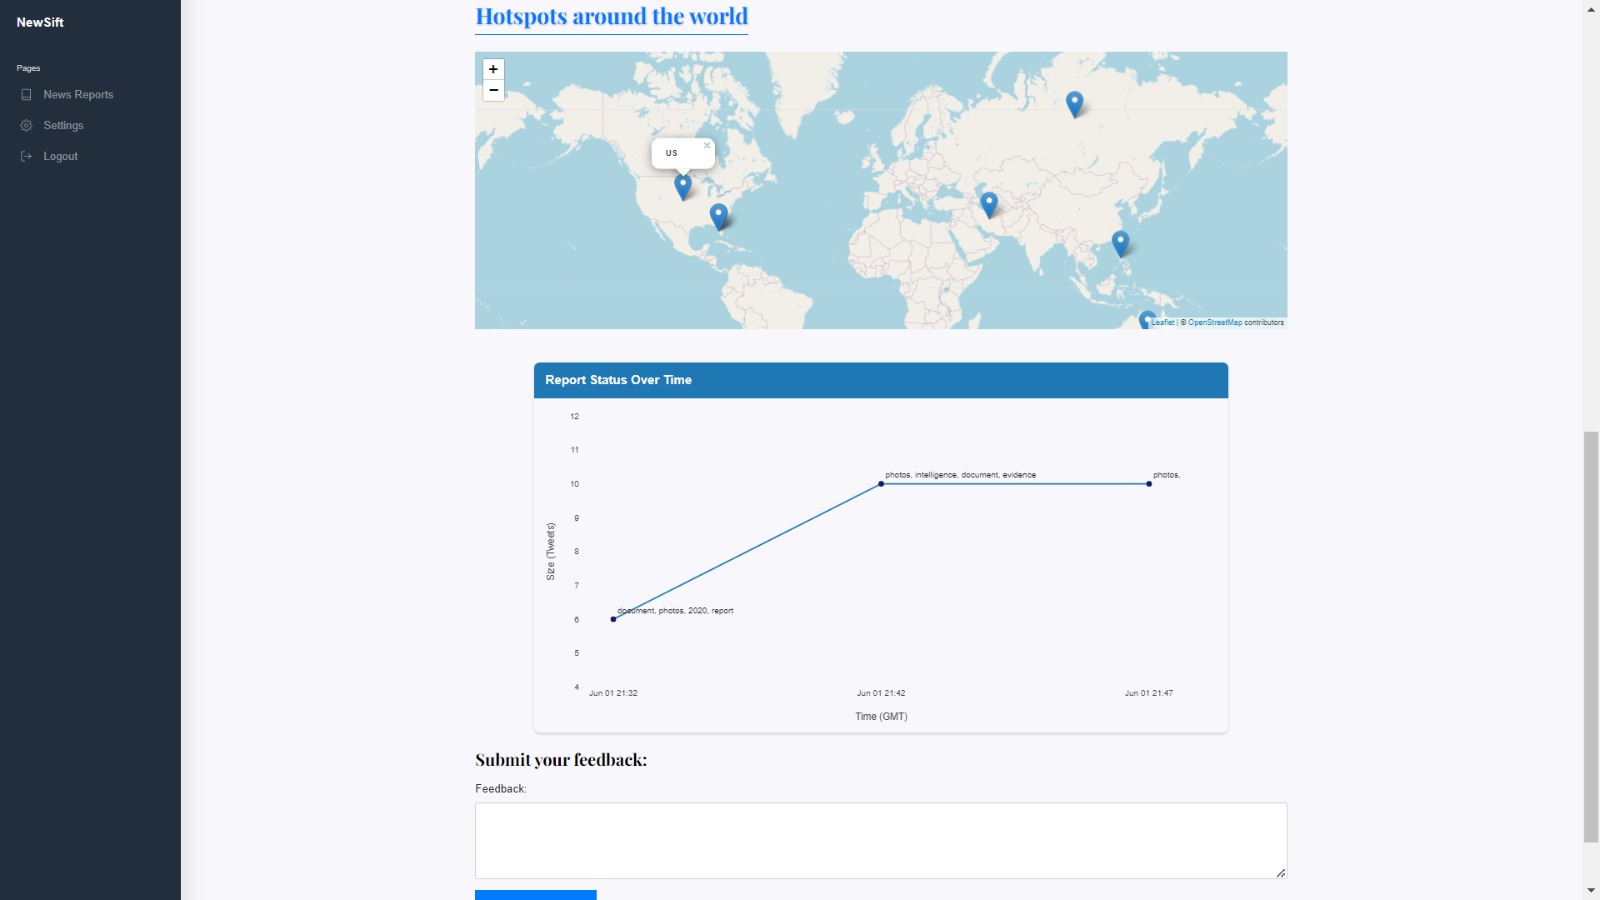 NewSift
Pages
News Reports
Settings
Logout
Hotspots around the world
+
−
US
×
Leaflet | © OpenStreetMap contributors
Report Status Over Time
12
11
10
9
8
7
6
5
4
Size (Tweets)
photos, intelligence, document, evidence
photos,
document, photos, 2020, report
Jun 01 21:32
Jun 01 21:42
Jun 01 21:47
Time (GMT)
Submit your feedback:
Feedback: